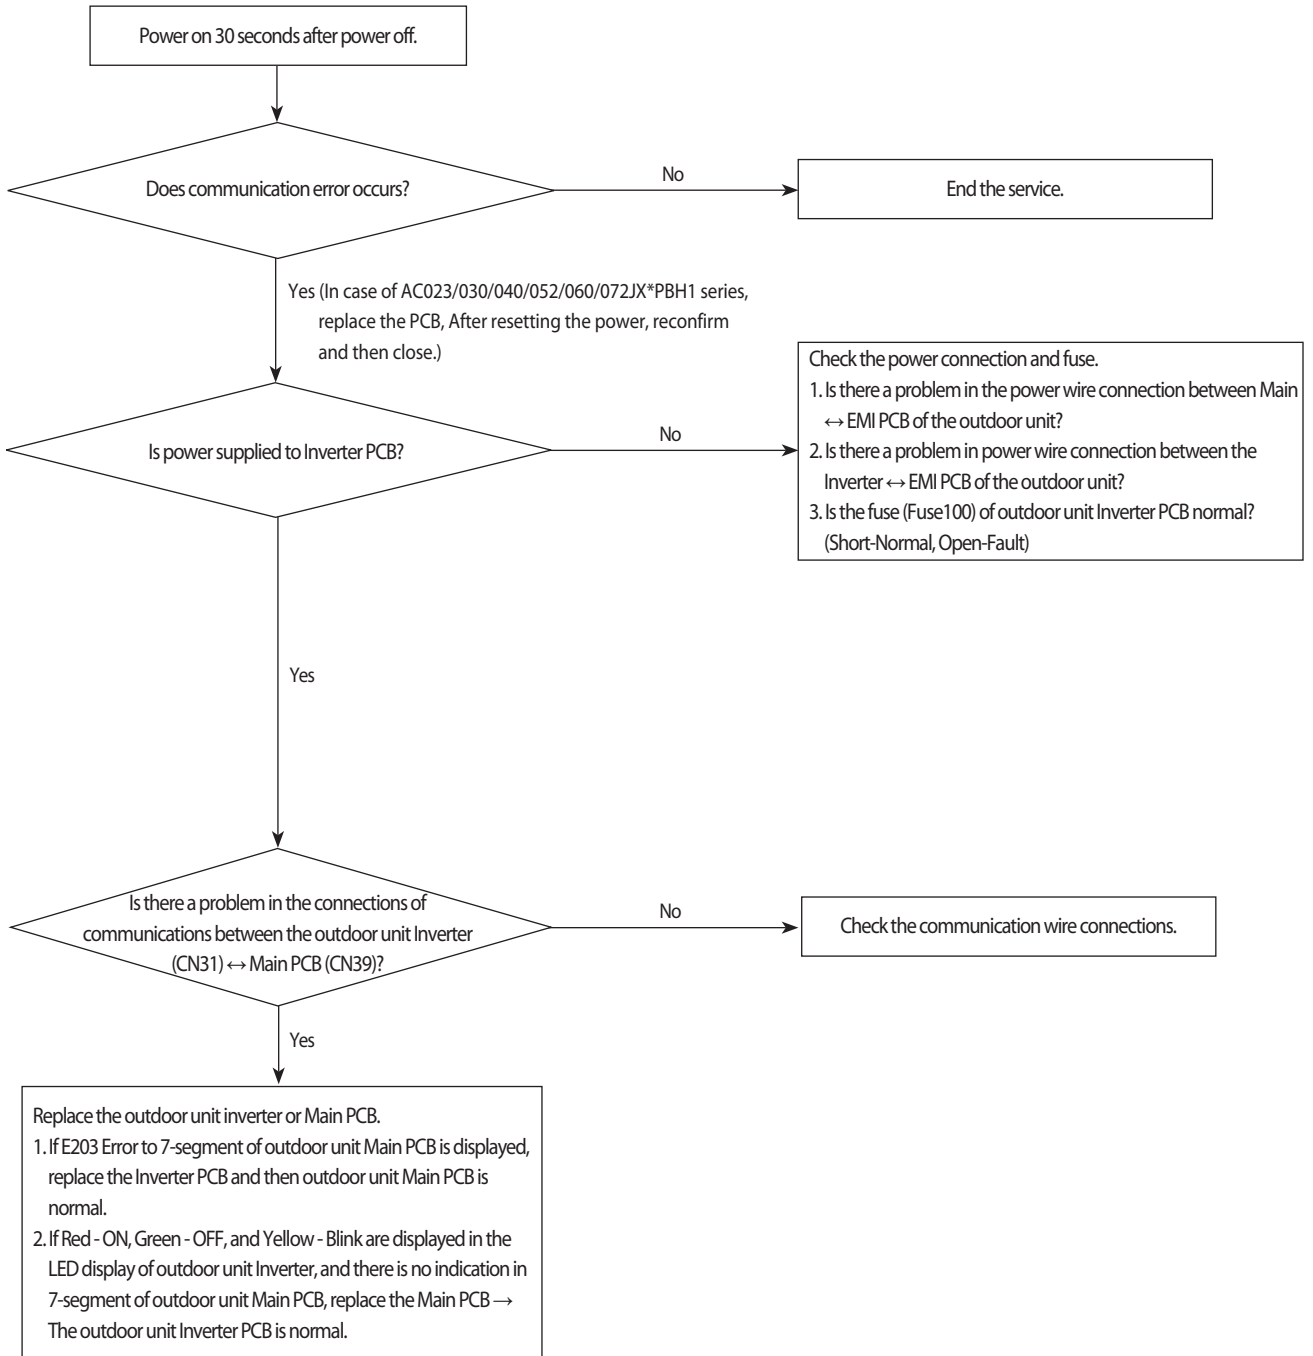 Power on 30 seconds after power off.
Does communication error occurs?
No
End the service.
Yes (In case of AC023/030/040/052/060/072JX*PBH1 series,
replace the PCB, After resetting the power, reconfirm
and then close.)
Is power supplied to Inverter PCB?
No
Check the power connection and fuse.
1. Is there a problem in the power wire connection between Main
↔ EMI PCB of the outdoor unit?
2. Is there a problem in power wire connection between the
Inverter ↔ EMI PCB of the outdoor unit?
3. Is the fuse (Fuse100) of outdoor unit Inverter PCB normal?
(Short-Normal, Open-Fault)
Yes
Is there a problem in the connections of
communications between the outdoor unit Inverter
(CN31) ↔ Main PCB (CN39)?
No
Check the communication wire connections.
Yes
Replace the outdoor unit inverter or Main PCB.
1. If E203 Error to 7-segment of outdoor unit Main PCB is displayed,
replace the Inverter PCB and then outdoor unit Main PCB is
normal.
2. If Red - ON, Green - OFF, and Yellow - Blink are displayed in the
LED display of outdoor unit Inverter, and there is no indication in
7-segment of outdoor unit Main PCB, replace the Main PCB →
The outdoor unit Inverter PCB is normal.